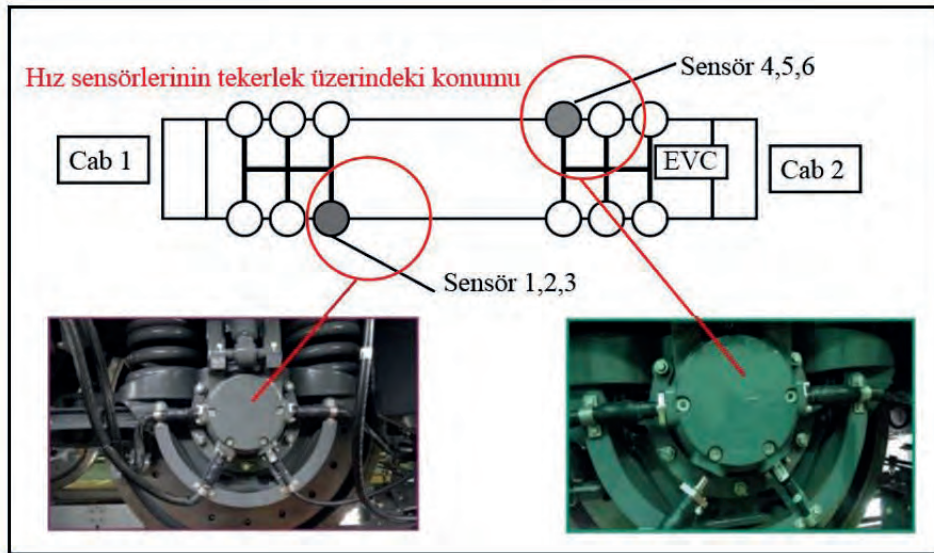 Hız sensörlerinin tekerlek üzerindeki konumu
Sensör 4,5,6
Cab 1
EVC
Cab 2
Sensör 1,2,3